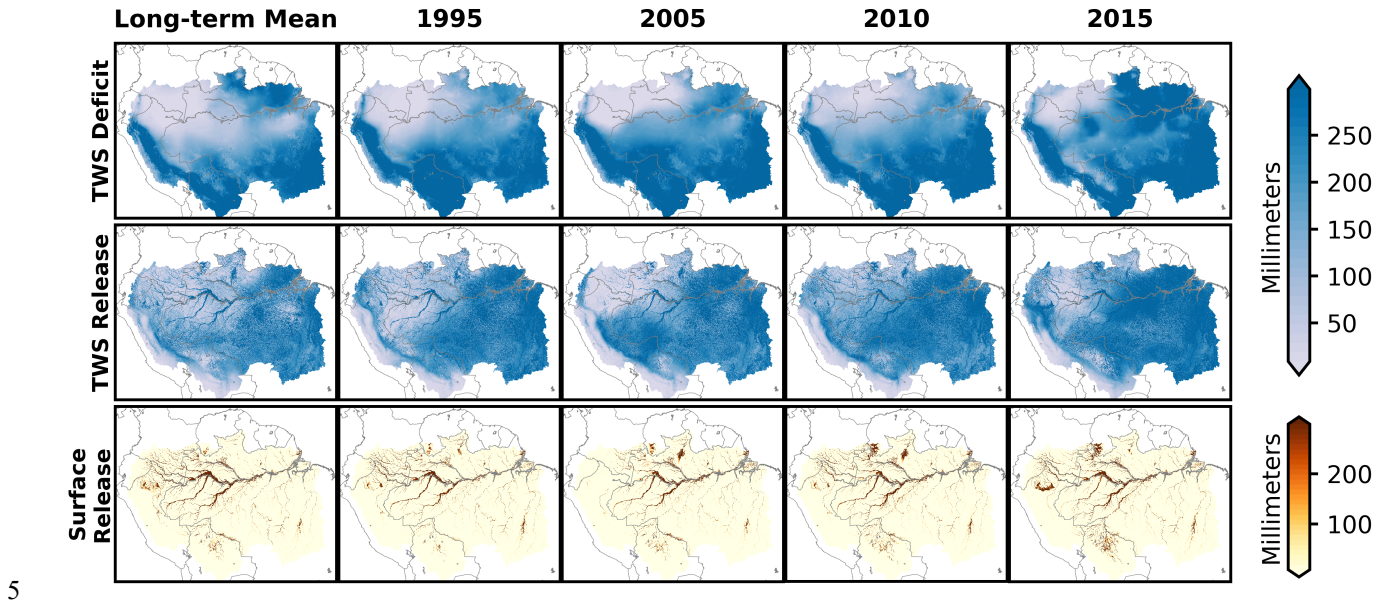 Long-term Mean 1995 2005 2010 2015
TWS Deficit
TWS Release
Surface
Release
Millimeters
250
200
150
100
50
Millimeters
200
100
5